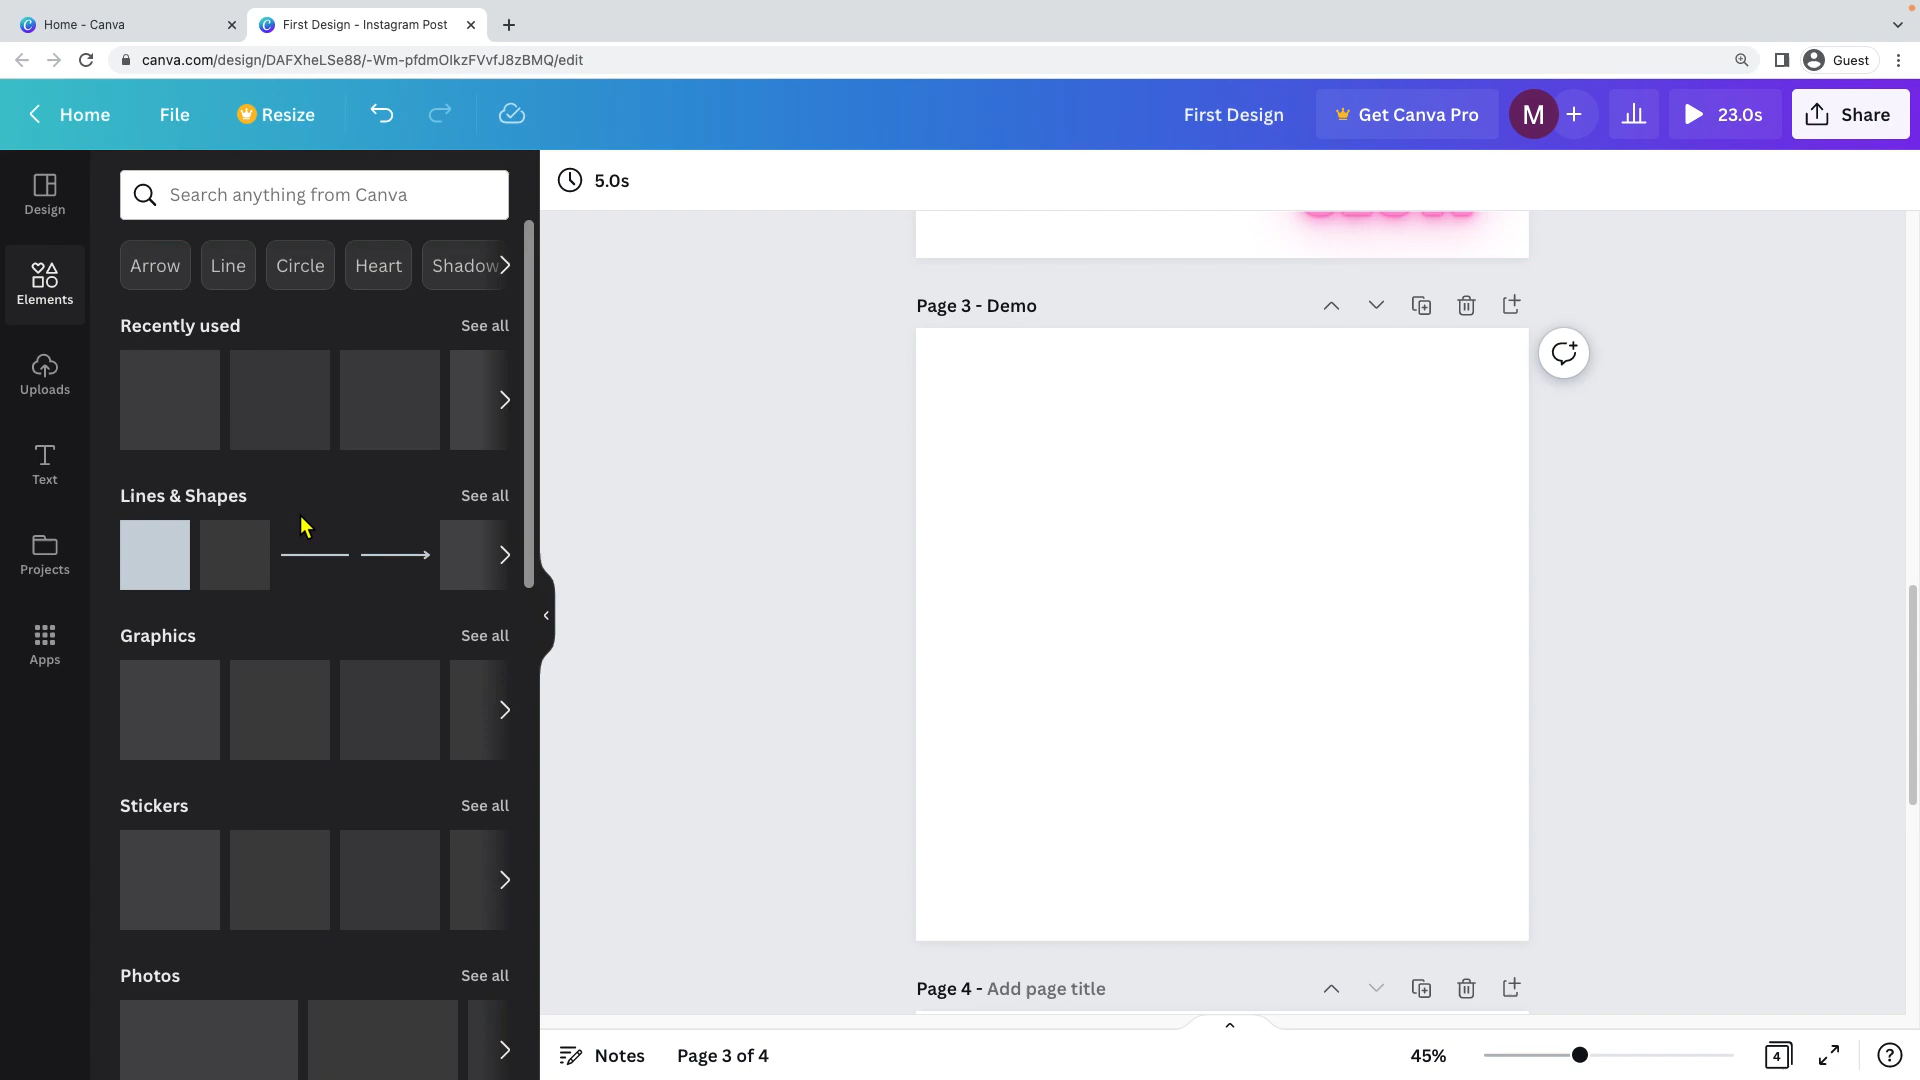 Home - Canva
First Design - Instagram Post
canva.com/design/DAFXheLSe88/-Wm-pfdmOIkzFVvfJ8zBMQ/edit
Guest
Home
File
Resize
First Design
Get Canva Pro
M
23.0s
Share
Design
Elements
Uploads
Text
Projects
Apps
Search anything from Canva
Arrow
Line
Circle
Heart
Shadow
Recently used
See all
Lines & Shapes
See all
Graphics
See all
Stickers
See all
Photos
See all
5.0s
Page 3 - Demo
Page 4 - Add page title
Notes
Page 3 of 4
45%
4